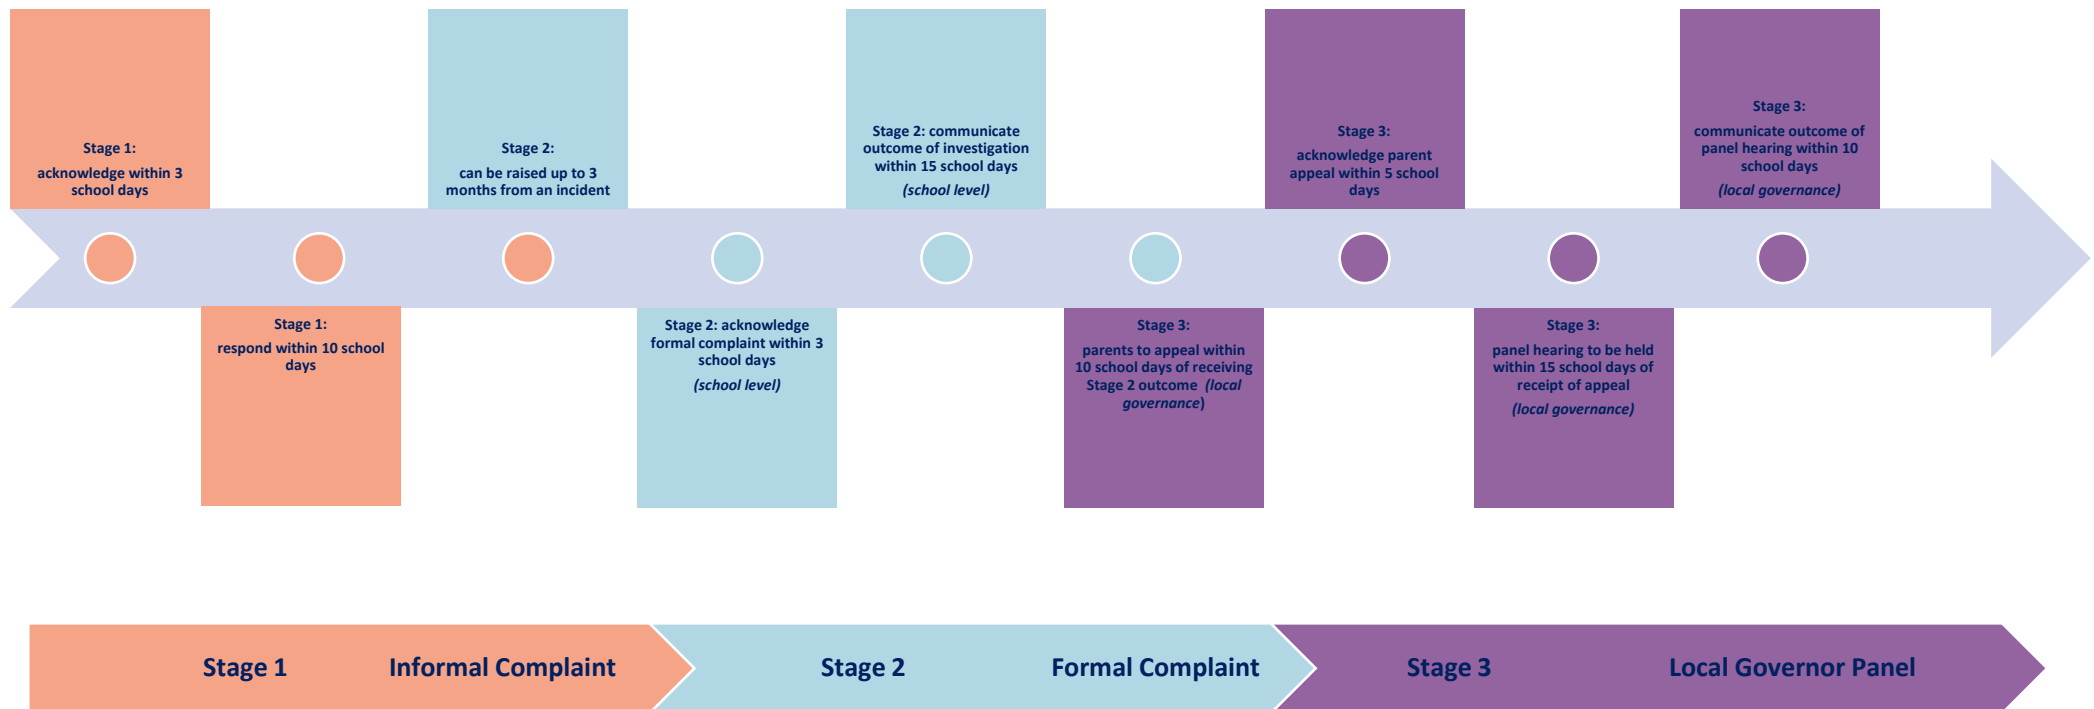 Stage 1:
acknowledge within 3
school days
Stage 1:
respond within 10 school
days
Stage 2:
can be raised up to 3
months from an incident
Stage 2: acknowledge
formal complaint within 3
school days
(school level)
Stage 2: communicate
outcome of investigation
within 15 school days
(school level)
Stage 3:
parents to appeal within
10 school days of receiving
Stage 2 outcome (local
governance)
Stage 3:
acknowledge parent
appeal within 5 school
days
Stage 3:
panel hearing to be held
within 15 school days of
receipt of appeal
(local governance)
Stage 3:
communicate outcome of
panel hearing within 10
school days
(local governance)
Stage 1 Informal Complaint
Stage 2 Formal Complaint
Stage 3 Local Governor Panel